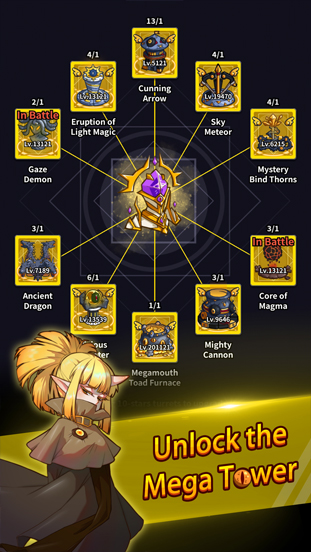 13/1
Lv.5121
Cunning
Arrow
4/1
Lv.13121
Eruption of
Light Magic
4/1
Lv.19470
Sky
Meteor
2/1
In Battle
Lv.13121
Gaze
Demon
4/1
Lv.6215
Mystery
Bind Thorns
3/1
Lv.7189
Ancient
Dragon
3/1
In Battle
Lv.13121
Core of
Magma
6/1
Lv.13539
3/1
Lv.9646
Mighty
Cannon
1/1
Lv.201121
Megamouth
Toad Furnace
Unlock the
Mega Tower